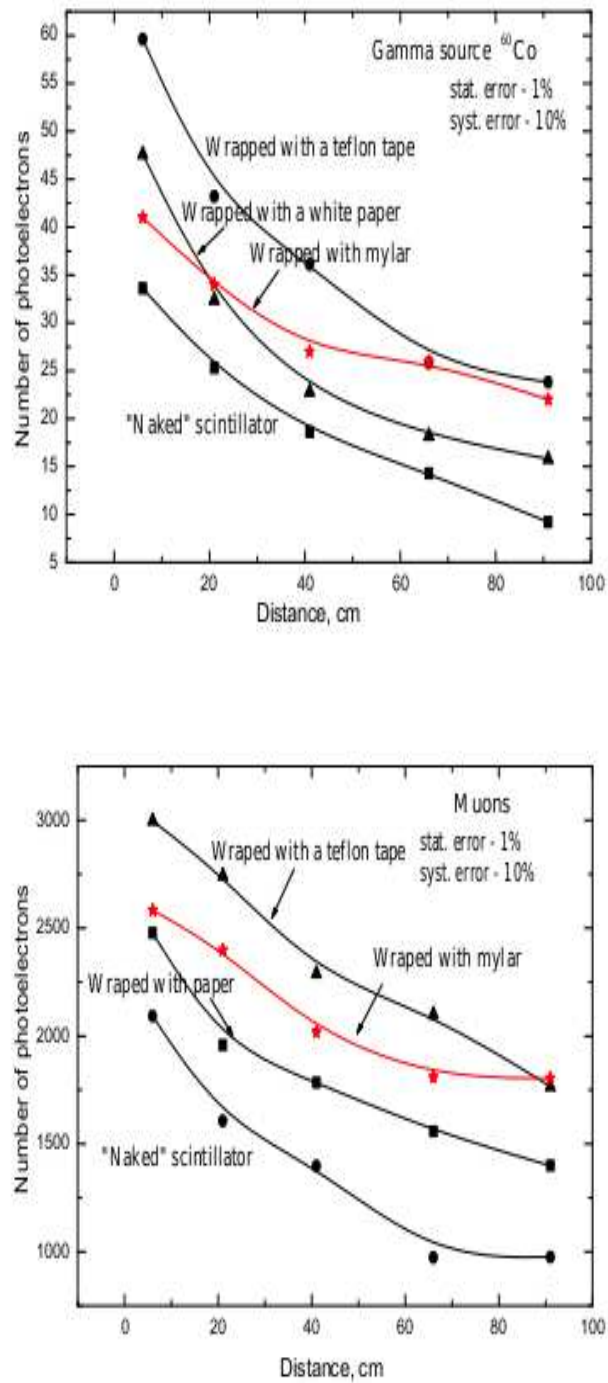 60
55
50
45
40
35
30
25
20
15
10
5
Number of photoelectrons
Gamma source ⁶⁰Co
stat. error - 1%
syst. error - 10%
Wrapped with a teflon tape
Wrapped with a white paper
Wrapped with mylar
"Naked" scintillator
0 20 40 60 80 100
Distance, cm
3000
2500
2000
1500
1000
Number of photoelectrons
Muons
stat. error - 1%
syst. error - 10%
Wraped with a teflon tape
Wraped with mylar
Wraped with paper
"Naked" scintillator
0 20 40 60 80 100
Distance, cm